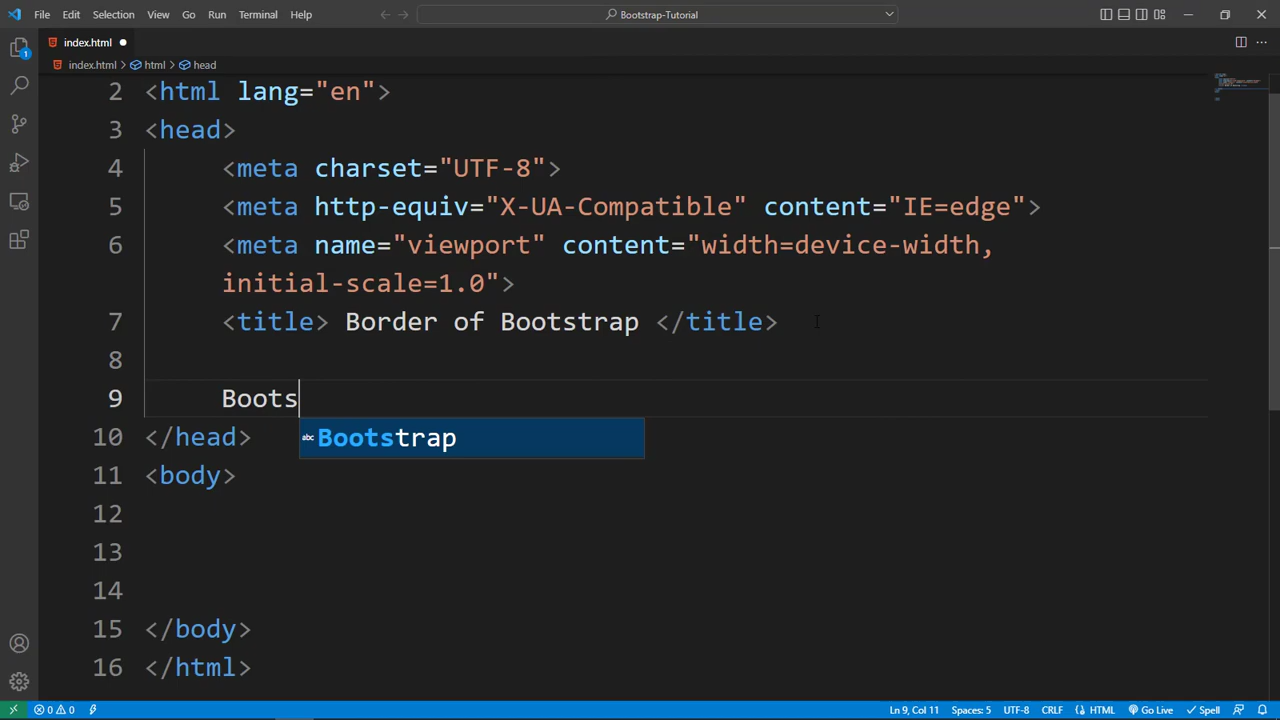 File Edit Selection View Go Run Terminal Help Bootstrap-Tutorial
index.html
index.html > html > head
2 <html lang="en">
3 <head>
4 <meta charset="UTF-8">
5 <meta http-equiv="X-UA-Compatible" content="IE=edge">
6 <meta name="viewport" content="width=device-width,
initial-scale=1.0">
7 <title> Border of Bootstrap </title>
8
9 Boots
10 </head>
abc Bootstrap
11 <body>
12
13
14
15 </body>
16 </html>
1
0 0 Ln 9, Col 11 Spaces: 5 UTF-8 CRLF HTML Go Live Spell